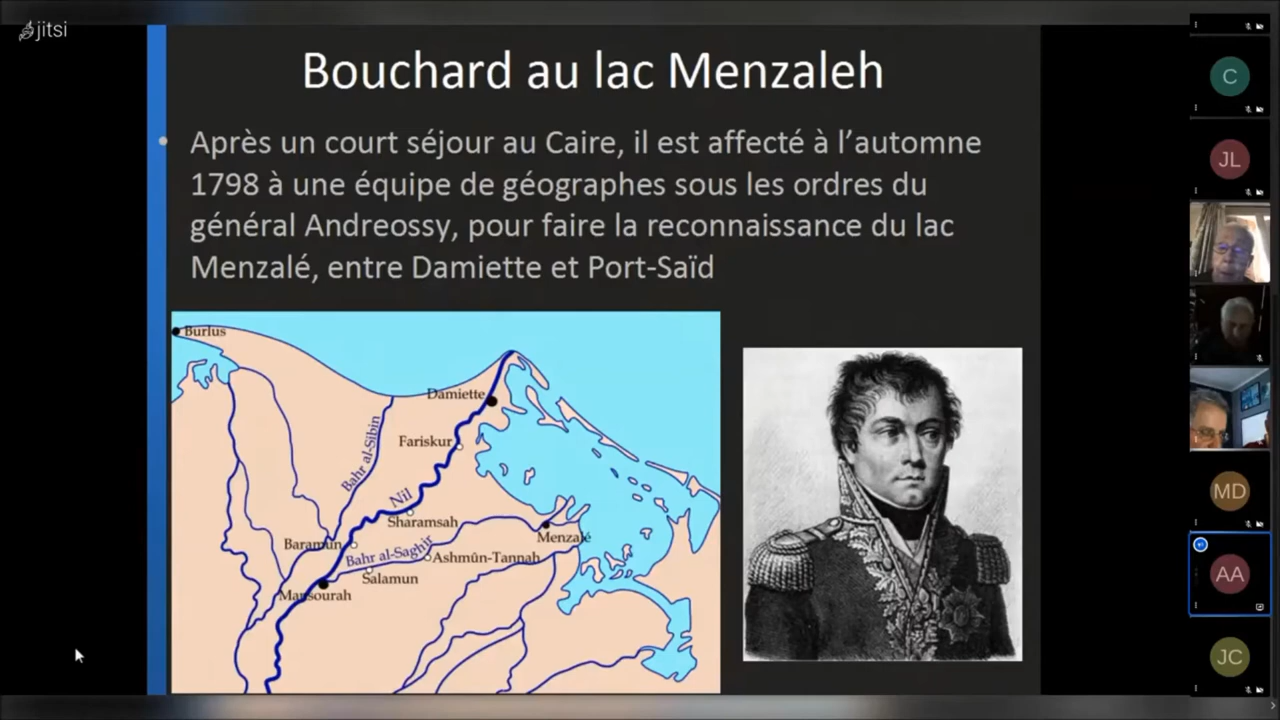 jitsi
Bouchard au lac Menzaleh
• Après un court séjour au Caire, il est affecté à l’automne
1798 à une équipe de géographes sous les ordres du
général Andreossy, pour faire la reconnaissance du lac
Menzalé, entre Damiette et Port-Saïd
Burlus
Damiette
Bahr al-Sibin
Fariskur
Nil
Sharamsah
Baramun
Bahr al-Saghir
Menzalé
Ashmûn-Tannah
Salamun
Mansourah
C
JL
MD
AA
JC